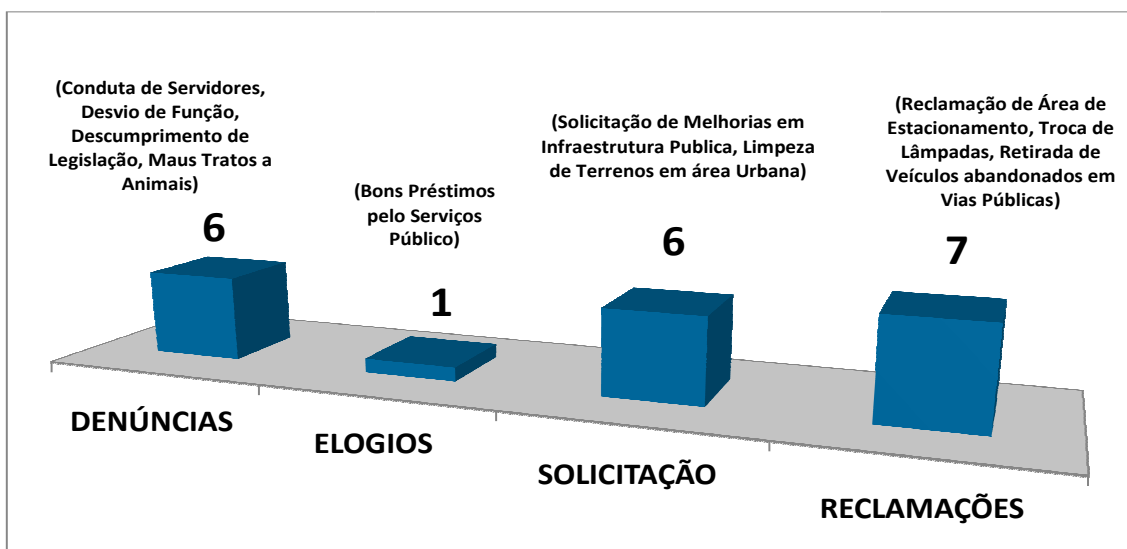 (Conduta de Servidores,
Desvio de Função,
Descumprimento de
Legislação, Maus Tratos a
Animais)
6
DENÚNCIAS
(Bons Préstimos
pelo Serviços
Público)
1
ELOGIOS
(Solicitação de Melhorias em
Infraestrutura Publica, Limpeza
de Terrenos em área Urbana)
6
SOLICITAÇÃO
(Reclamação de Área de
Estacionamento, Troca de
Lâmpadas, Retirada de
Veículos abandonados em
Vias Públicas)
7
RECLAMAÇÕES